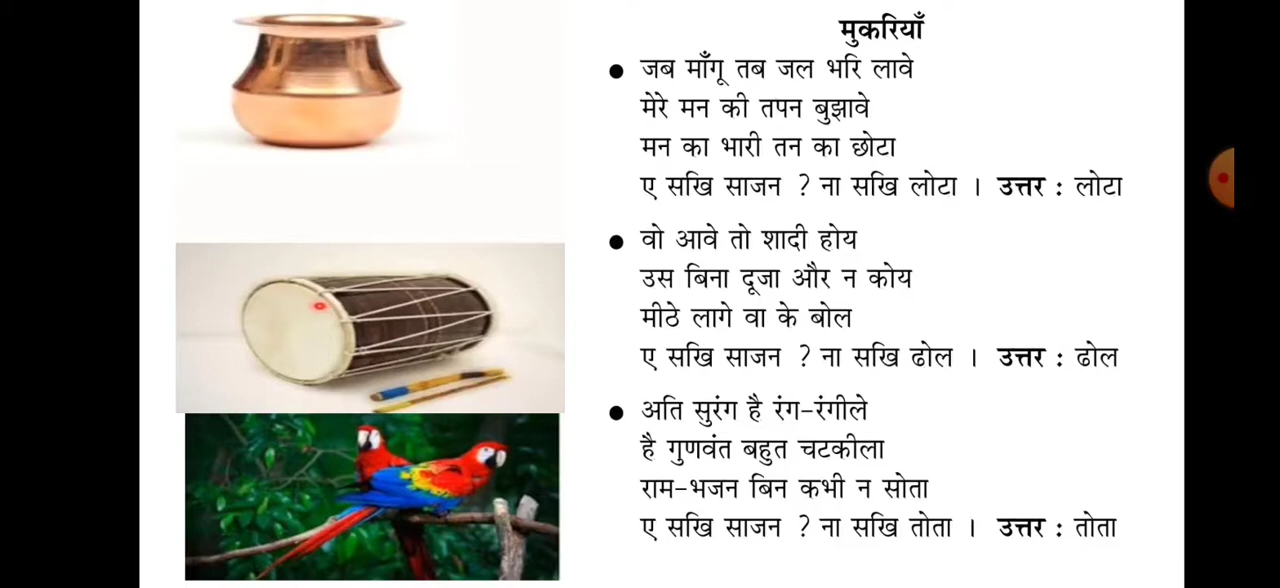 मुकरियाँ
● जब माँगू तब जल भरि लावे
मेरे मन की तपन बुझावे
मन का भारी तन का छोटा
ए सखि साजन ? ना सखि लोटा । उत्तर : लोटा
● वो आवे तो शादी होय
उस बिना दूजा और न कोय
मीठे लागे वा के बोल
ए सखि साजन ? ना सखि ढोल । उत्तर : ढोल
● अति सुरंग है रंग-रंगीले
है गुणवंत बहुत चटकीला
राम-भजन बिन कभी न सोता
ए सखि साजन ? ना सखि तोता । उत्तर : तोता